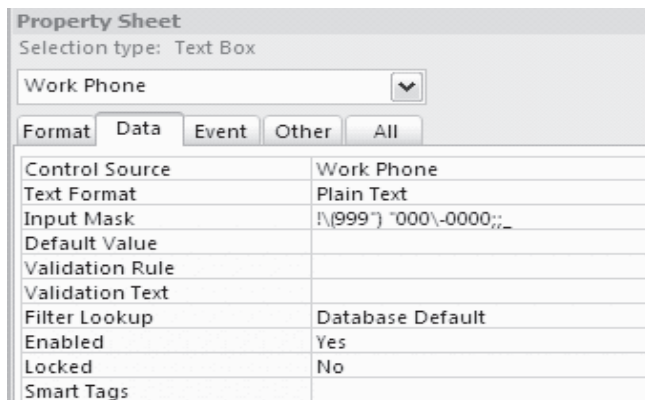 Property Sheet
Selection type: Text Box
Work Phone
Format Data Event Other All
Control Source Work Phone
Text Format Plain Text
Input Mask !\(999") "000\-0000;;_
Default Value
Validation Rule
Validation Text
Filter Lookup Database Default
Enabled Yes
Locked No
Smart Tags